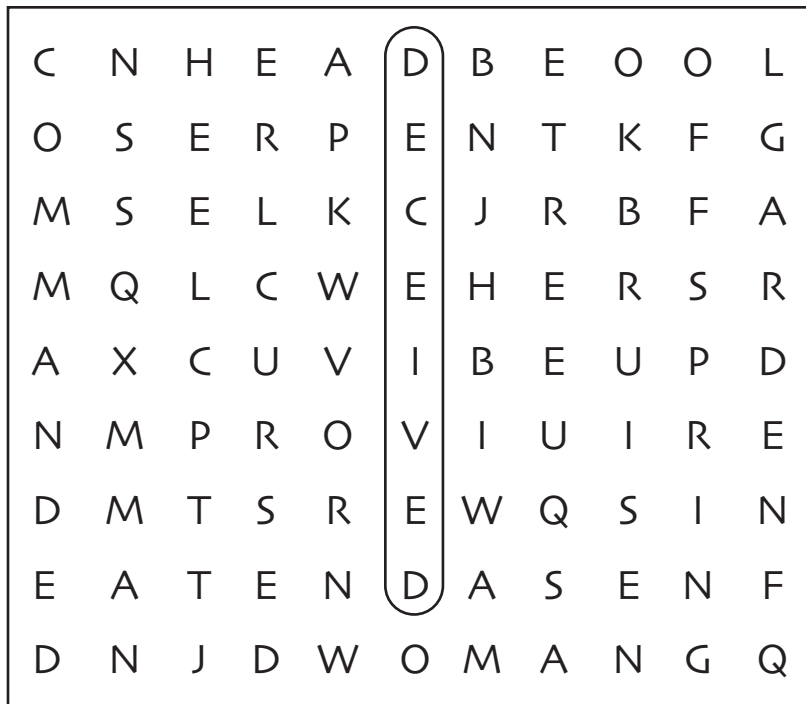 C N H E A D B E O O L
O S E R P E N T K F G
M S E L K C J R B F A
M Q L C W E H E R S R
A X C U V I B E U P D
N M P R O V I U I R E
D M T S R E W Q S I N
E A T E N D A S E N F
D N J D W O M A N G Q